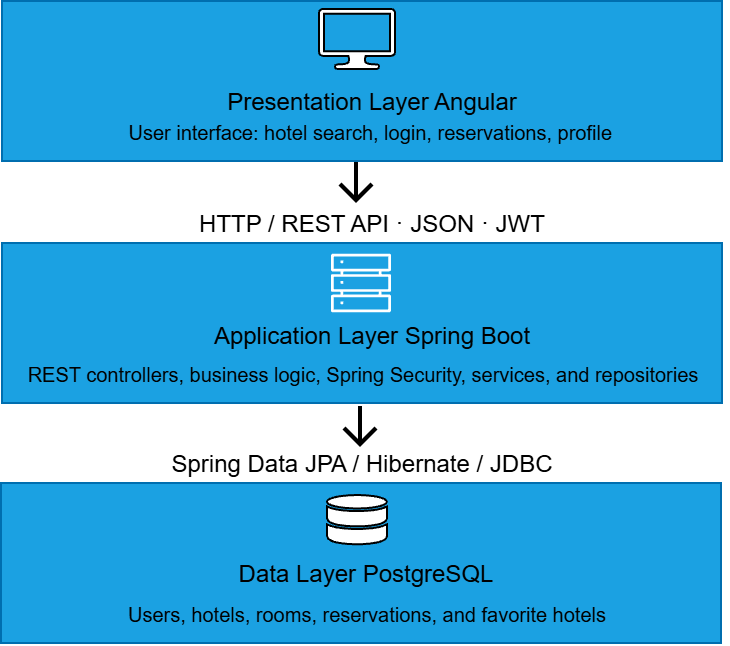 Presentation Layer Angular
User interface: hotel search, login, reservations, profile
HTTP / REST API · JSON · JWT
Application Layer Spring Boot
REST controllers, business logic, Spring Security, services, and repositories
Spring Data JPA / Hibernate / JDBC
Data Layer PostgreSQL
Users, hotels, rooms, reservations, and favorite hotels